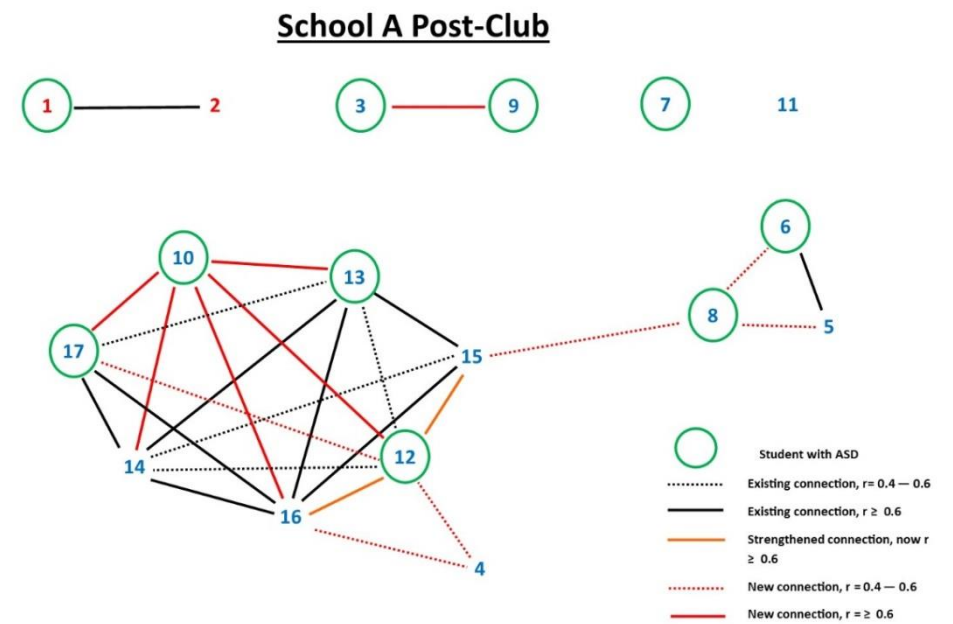 School A Post-Club
1 2 3 9 7 11
6
10
13
8
5
17
15
12
14
16
4
Student with ASD
Existing connection, r= 0.4 — 0.6
Existing connection, r ≥ 0.6
Strengthened connection, now r
≥ 0.6
New connection, r = 0.4 — 0.6
New connection, r = ≥ 0.6